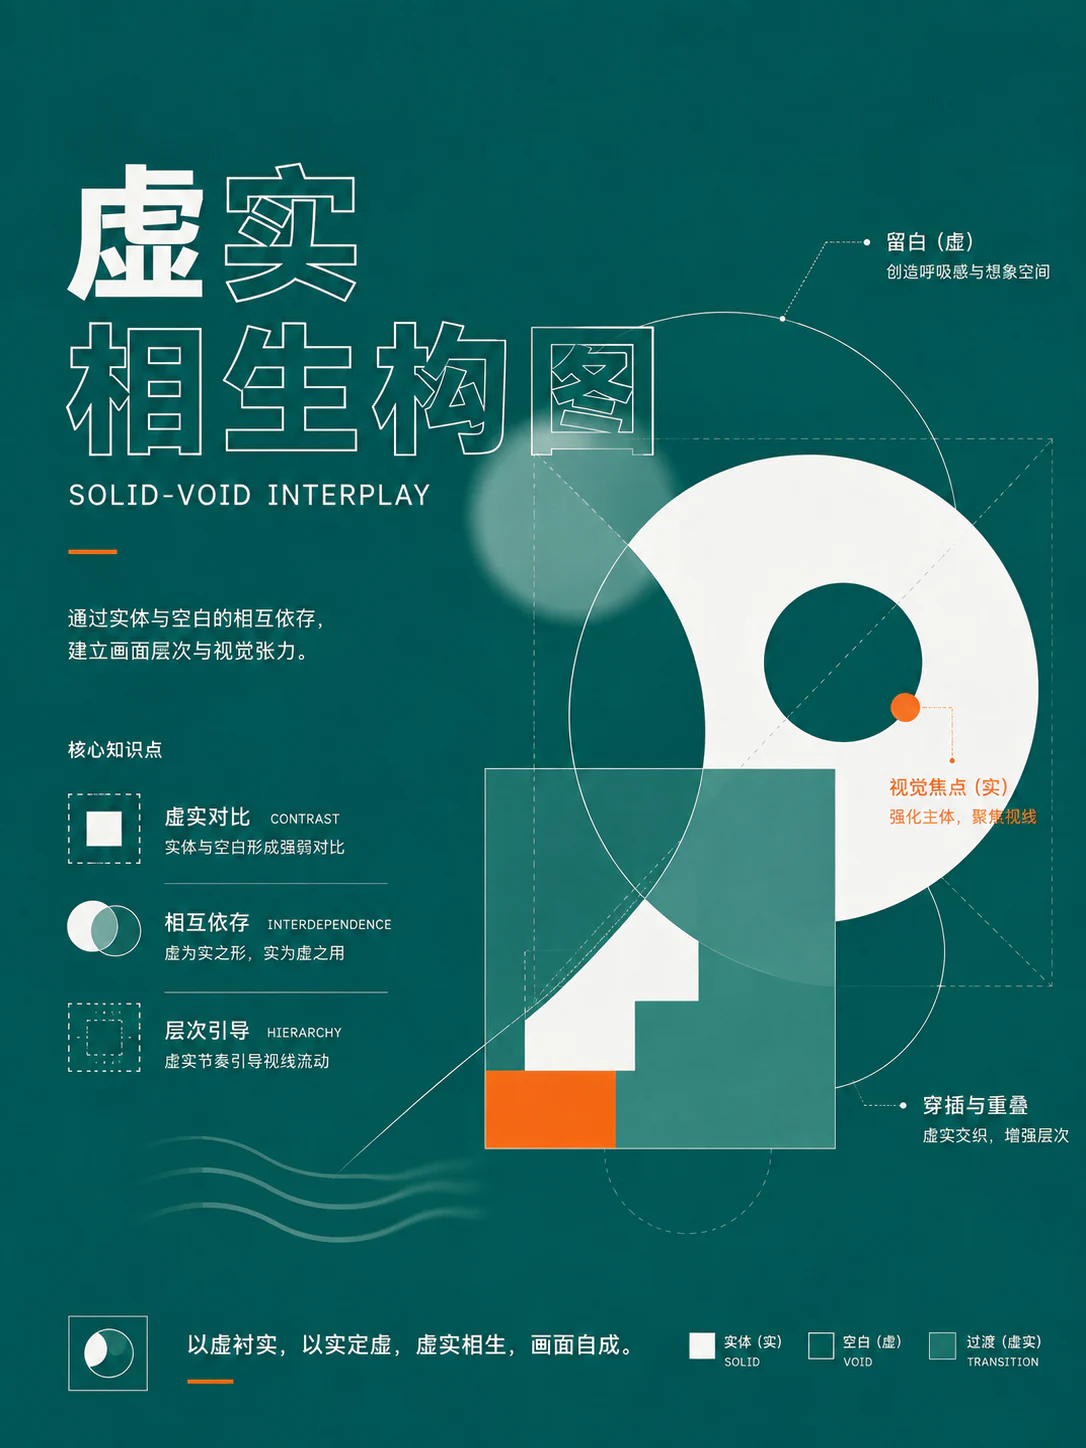 虚实
相生构图
SOLID-VOID INTERPLAY
通过实体与空白的相互依存，
建立画面层次与视觉张力。
核心知识点
虚实对比 CONTRAST
实体与空白形成强弱对比
相互依存 INTERDEPENDENCE
虚为实之形，实为虚之用
层次引导 HIERARCHY
虚实节奏引导视线流动
留白（虚）
创造呼吸感与想象空间
视觉焦点（实）
强化主体，聚焦视线
穿插与重叠
虚实交织，增强层次
以虚衬实，以实定虚，虚实相生，画面自成。
实体（实）
SOLID
空白（虚）
VOID
过渡（虚实）
TRANSITION